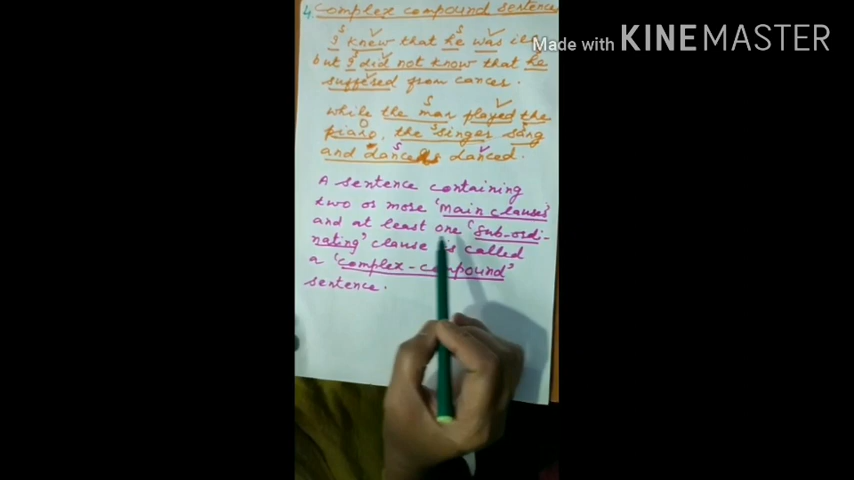 4. Complex compound sentence
S V S V
I knew that he was ill
Made with KINEMASTER
S V
but I did not know that he
V
suffered from cancer.
S V
while the man played the
O S V
piano, the singer sang
S V
and dancers danced.
A sentence containing
two or more 'main clauses'
and at least one 'sub-ordi-
nating' clause is called
a 'complex-compound'
sentence.